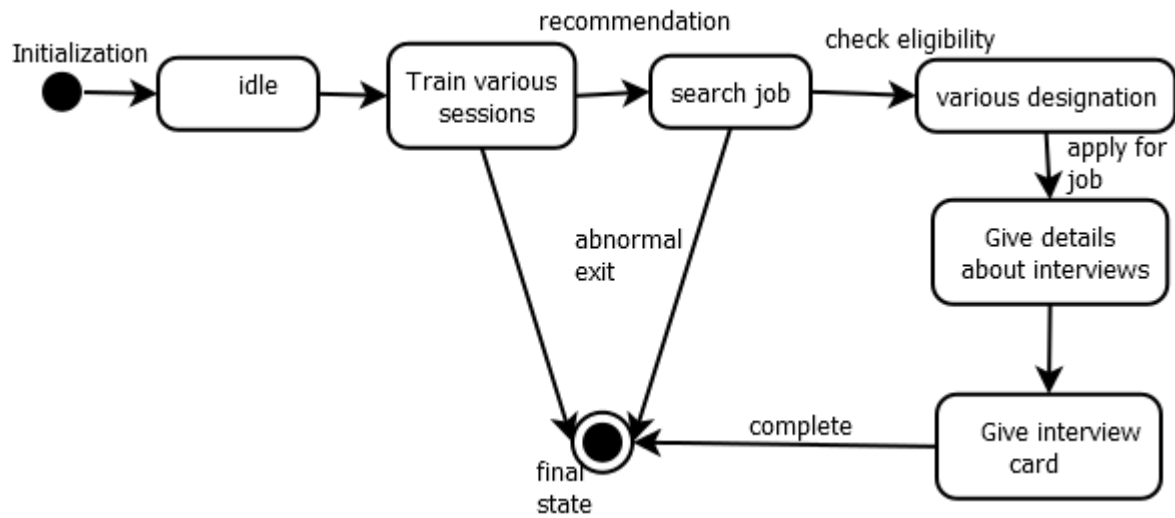 recommendation
Initialization
check eligibility
idle
Train various
sessions
search job
various designation
apply for
job
abnormal
exit
Give details
about interviews
complete
Give interview
card
final
state